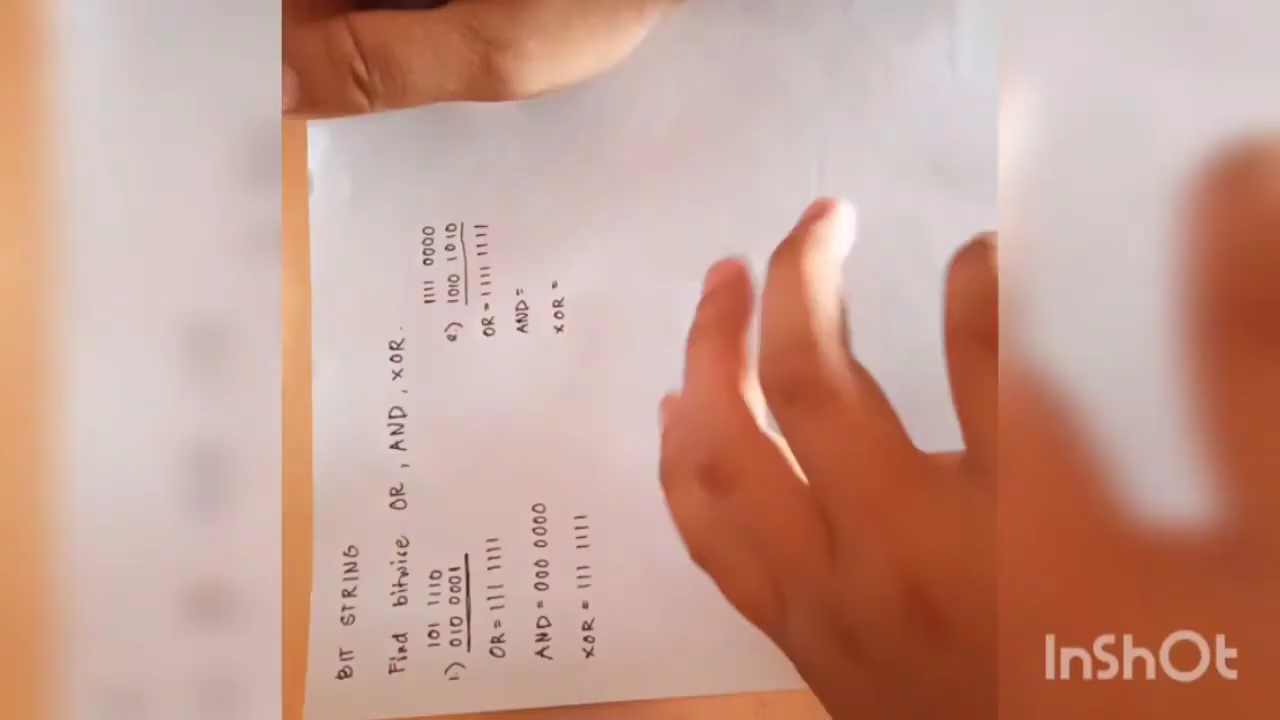 BIT STRING
Find bitwise OR, AND, XOR.
1.) 101 1110
010 0001
OR = 111 1111
AND = 000 0000
XOR = 111 1111
2.) 1111 0000
1010 1010
OR = 1111 1111
AND =
XOR =
InShOt